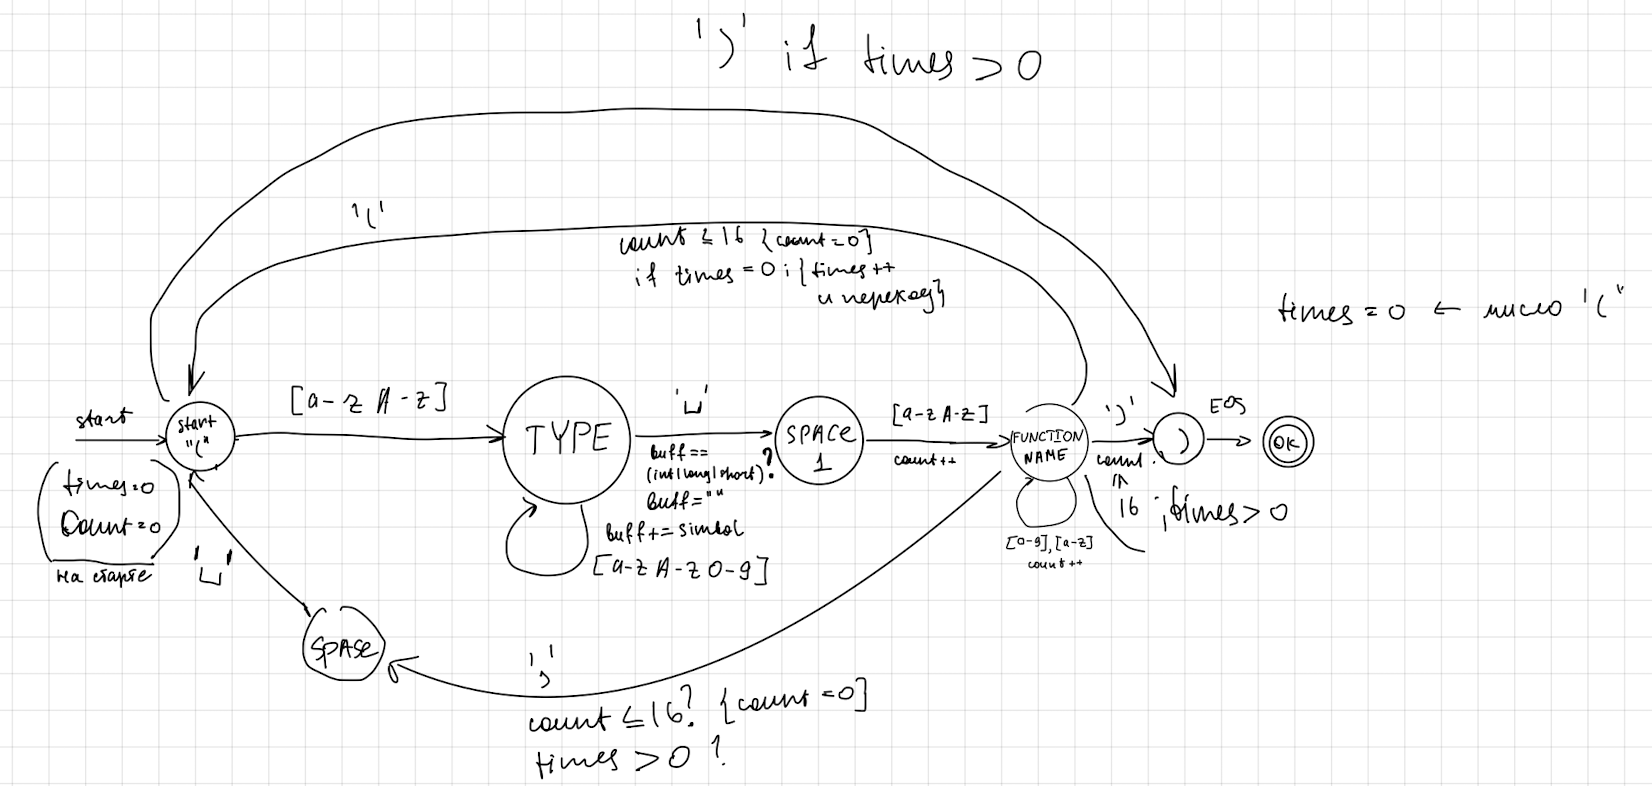 ')' if times > 0
'('
count ≤ 16 {count=0}
if times = 0 ; {times++
и переход}
times = 0 ← число '("
start
start
"("
[a-z A-z]
TYPE
'␣'
buff==
(int|long|short)?
buff=""
buff+= simbol
[a-z A-z 0-9]
SPACE
1
[a-z A-z]
count++
FUNCTION
NAME
')'
count
16 ; times > 0
)
EOS
OK
[0-9],[a-z]
count++
times=0
Count=0
на старте
'␣'
SPASE
','
count ≤ 16? {count=0}
times > 0 ?